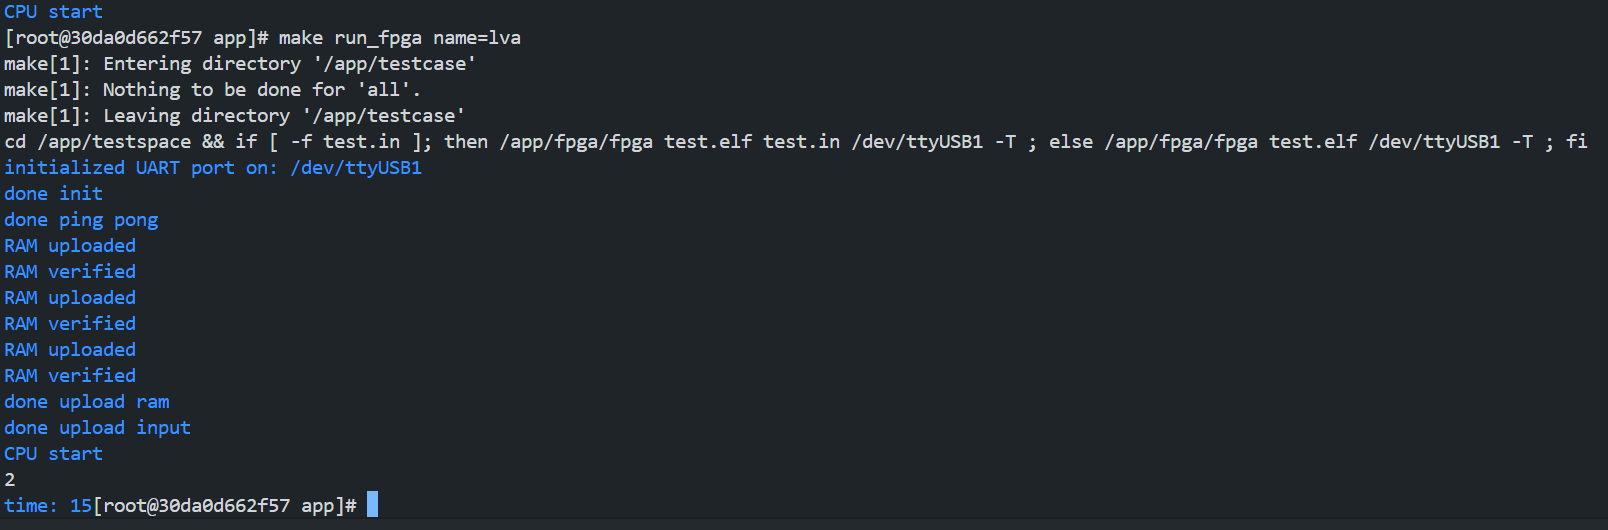 CPU start
[root@30da0d662f57 app]# make run_fpga name=lva
make[1]: Entering directory '/app/testcase'
make[1]: Nothing to be done for 'all'.
make[1]: Leaving directory '/app/testcase'
cd /app/testspace && if [ -f test.in ]; then /app/fpga/fpga test.elf test.in /dev/ttyUSB1 -T ; else /app/fpga/fpga test.elf /dev/ttyUSB1 -T ; fi
initialized UART port on: /dev/ttyUSB1
done init
done ping pong
RAM uploaded
RAM verified
RAM uploaded
RAM verified
RAM uploaded
RAM verified
done upload ram
done upload input
CPU start
2
time: 15[root@30da0d662f57 app]#